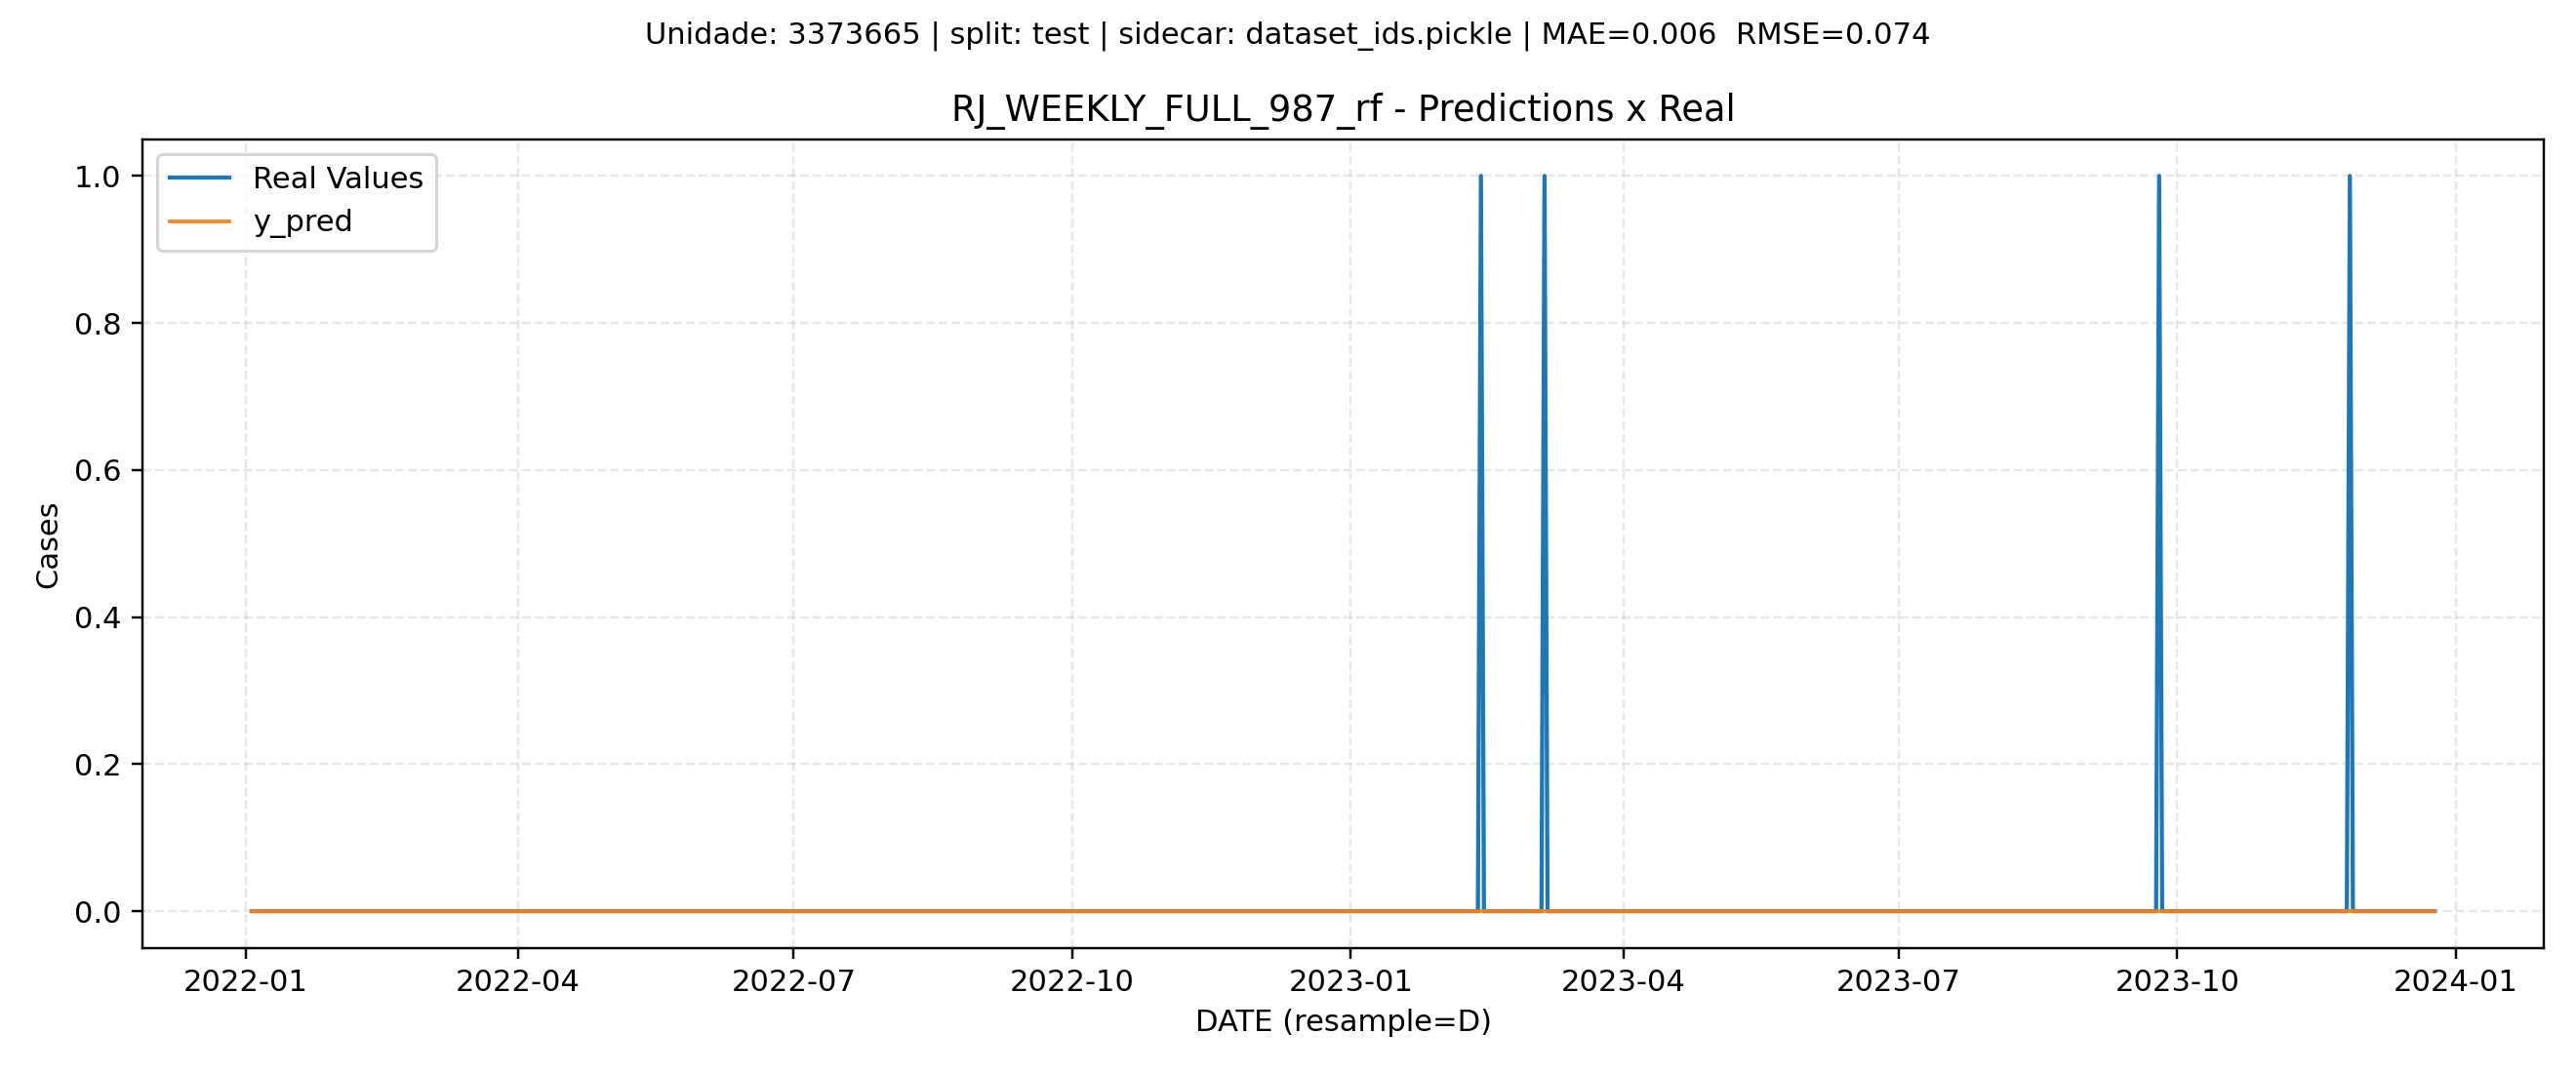 Unidade: 3373665 | split: test | sidecar: dataset_ids.pickle | MAE=0.006  RMSE=0.074
RJ_WEEKLY_FULL_987_rf - Predictions x Real
Real Values
y_pred
1.0
0.8
0.6
0.4
0.2
0.0
Cases
2022-01 2022-04 2022-07 2022-10 2023-01 2023-04 2023-07 2023-10 2024-01
DATE (resample=D)